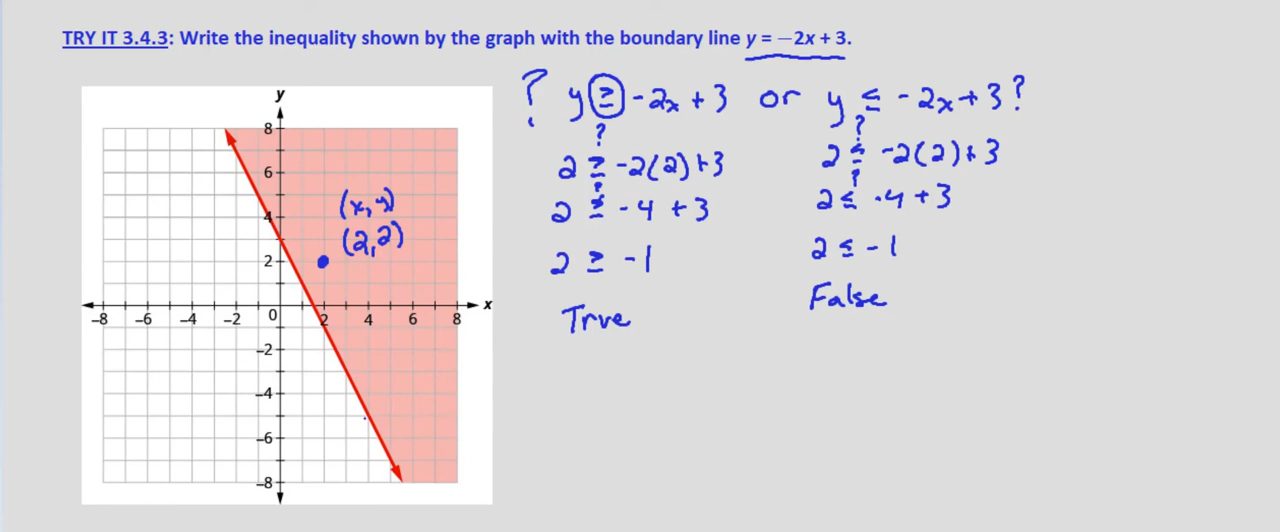 TRY IT 3.4.3: Write the inequality shown by the graph with the boundary line y = −2x + 3.
? y ≥ -2x + 3 or y ≤ -2x + 3?
? ?
2 ≥ -2(2) + 3 2 ≤ -2(2) + 3
? ?
2 ≥ -4 + 3 2 ≤ -4 + 3
2 ≥ -1 2 ≤ -1
True False
y
8
6
(x, y)
4
(2,2)
2
-8 -6 -4 -2 0 2 4 6 8 x
-2
-4
-6
-8